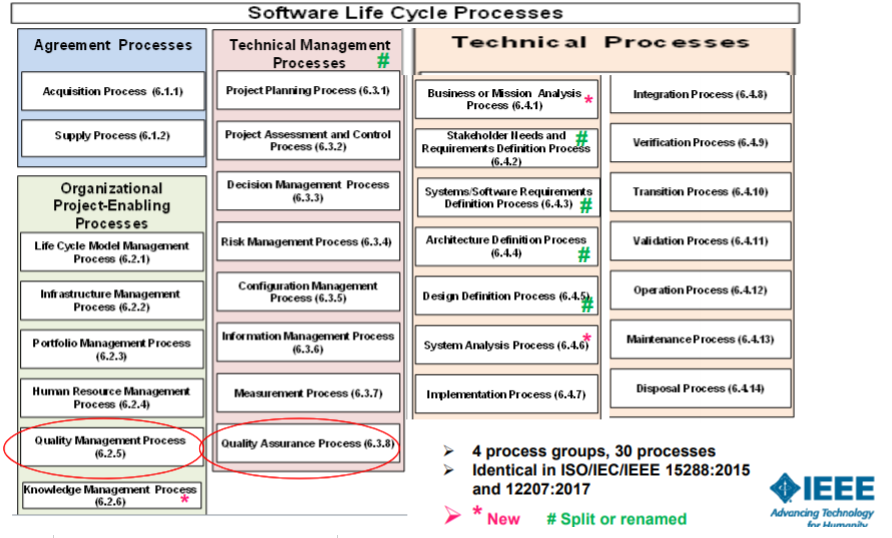 Software Life Cycle Processes
Agreement Processes
Acquisition Process (6.1.1)
Supply Process (6.1.2)
Organizational
Project-Enabling
Processes
Life Cycle Model Management
Process (6.2.1)
Infrastructure Management
Process (6.2.2)
Portfolio Management Process
(6.2.3)
Human Resource Management
Process (6.2.4)
Quality Management Process
(6.2.5)
Knowledge Management Process
(6.2.6) *
Technical Management
Processes #
Project Planning Process (6.3.1)
Project Assessment and Control
Process (6.3.2)
Decision Management Process
(6.3.3)
Risk Management Process (6.3.4)
Configuration Management
Process (6.3.5)
Information Management Process
(6.3.6)
Measurement Process (6.3.7)
Quality Assurance Process (6.3.8)
Technical Processes
Business or Mission Analysis
Process (6.4.1) *
Stakeholder Needs and #
Requirements Definition Process
(6.4.2)
Systems/Software Requirements
Definition Process (6.4.3) #
Architecture Definition Process
(6.4.4) #
Design Definition Process (6.4.5) #
System Analysis Process (6.4.6) *
Implementation Process (6.4.7)
Integration Process (6.4.8)
Verification Process (6.4.9)
Transition Process (6.4.10)
Validation Process (6.4.11)
Operation Process (6.4.12)
Maintenance Process (6.4.13)
Disposal Process (6.4.14)
➢ 4 process groups, 30 processes
➢ Identical in ISO/IEC/IEEE 15288:2015
and 12207:2017
➢ * New # Split or renamed
IEEE
Advancing Technology
for Humanity